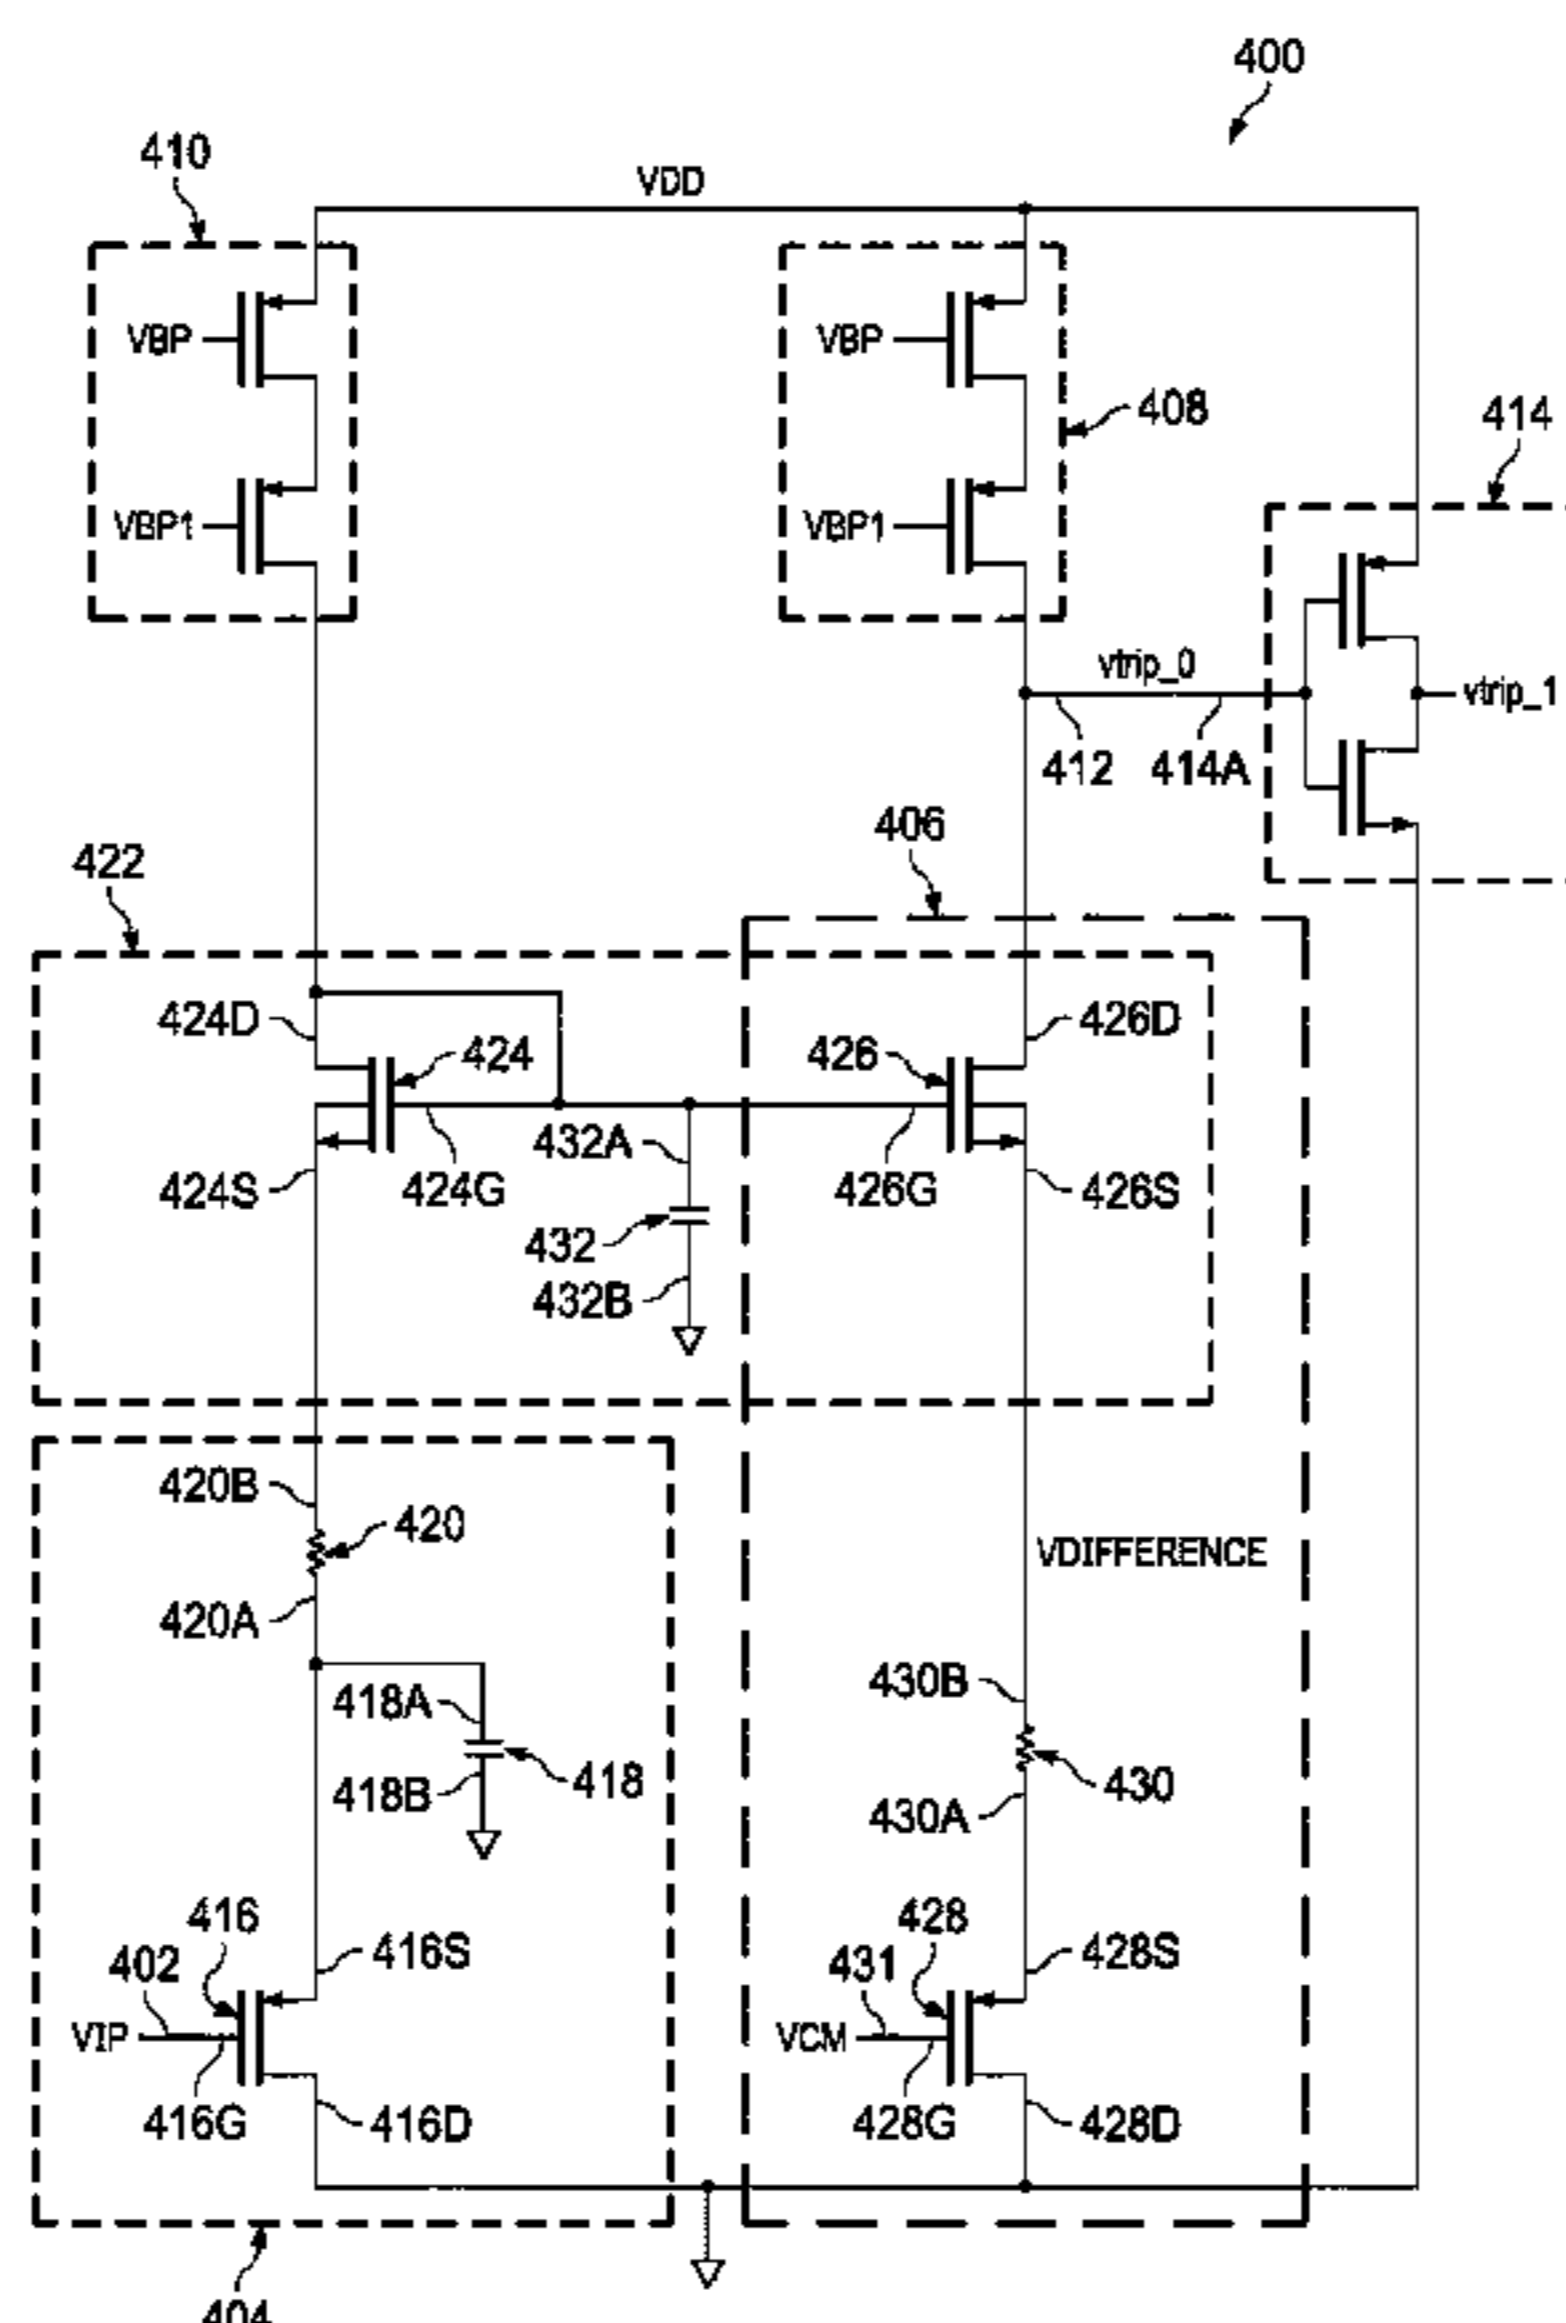 400
410
VDD
VBP
VBP
408
VBP1
VBP1
414
vtrip_0
vtrip_1
412
414A
406
422
424D
424
426
426D
432A
424S
424G
426G
426S
432
432B
420B
420
VDIFFERENCE
420A
430B
418A
418
430
418B
430A
416
428
402
416S
431
428S
VIP
VCM
416G
416D
428G
428D
404